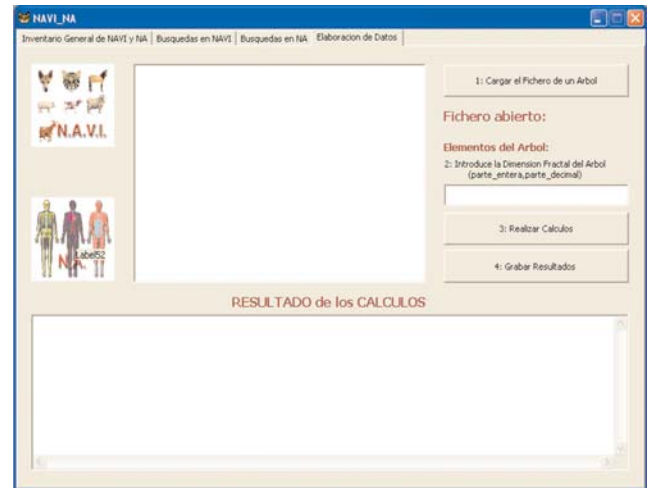 NAVI_NA
Inventario General de NAVI y NA
Busquedas en NAVI
Busquedas en NA
Elaboracion de Datos
N.A.V.I.
1: Cargar el Fichero de un Arbol
Fichero abierto:
Elementos del Arbol:
2: Introduce la Dimension Fractal del Arbol
(parte_entera,parte_decimal)
Label52
N.A.
3: Realizar Calculos
4: Grabar Resultados
RESULTADO de los CALCULOS